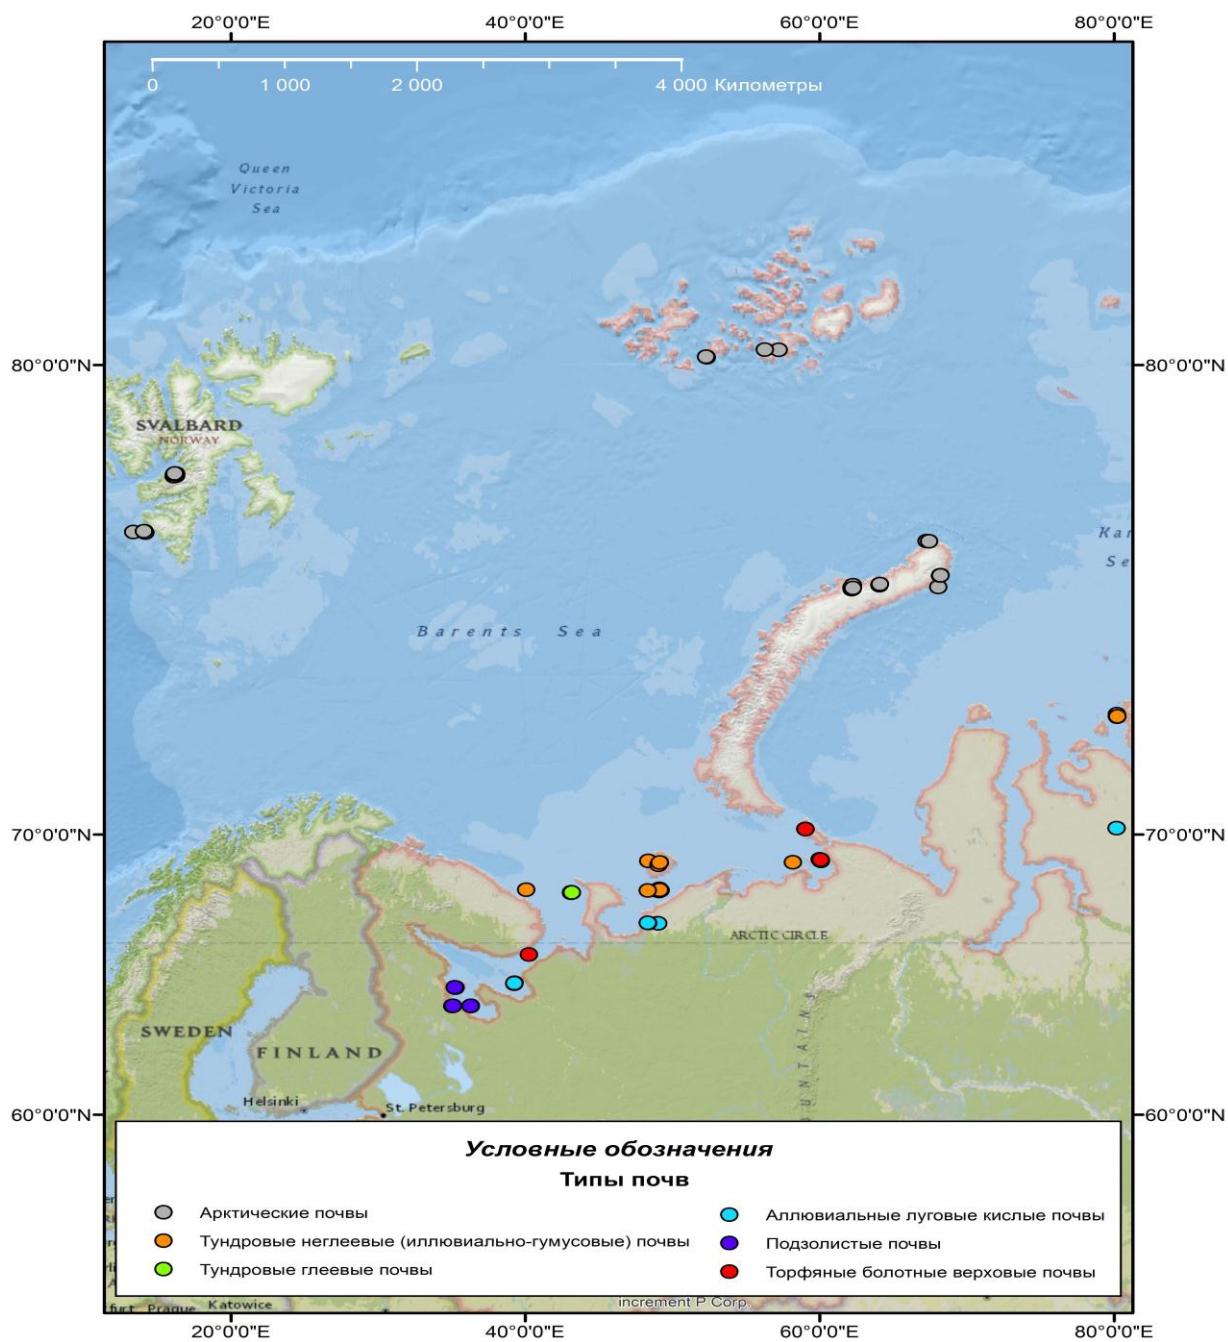 20°0'0"E 40°0'0"E 60°0'0"E 80°0'0"E
0 1 000 2 000 4 000 Километры
Queen
Victoria
Sea
80°0'0"N 80°0'0"N
SVALBARD
NORWAY
Kar
Se
Barents Sea
70°0'0"N 70°0'0"N
ARCTIC CIRCLE
SWEDEN
FINLAND
UNTAINS
Helsinki
St. Petersburg
60°0'0"N 60°0'0"N
Условные обозначения
Типы почв
Арктические почвы
Тундровые неглеевые (иллювиально-гумусовые) почвы
Тундровые глеевые почвы
Аллювиальные луговые кислые почвы
Подзолистые почвы
Торфяные болотные верховые почвы
furt Prague Katowice
increment P Corp.
20°0'0"E 40°0'0"E 60°0'0"E 80°0'0"E